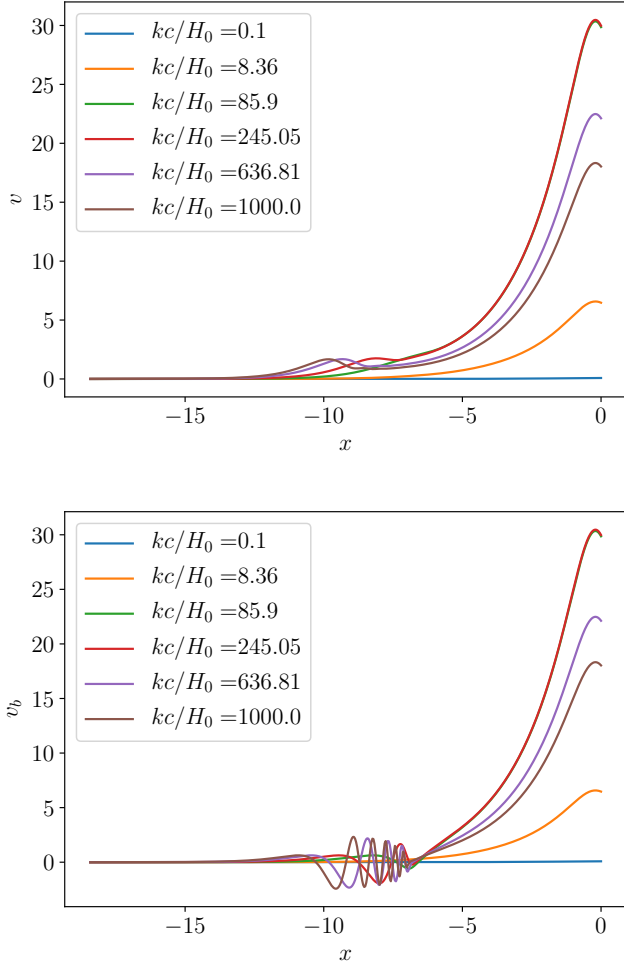 30
25
20
15
10
5
0
v
kc/H₀ =0.1
kc/H₀ =8.36
kc/H₀ =85.9
kc/H₀ =245.05
kc/H₀ =636.81
kc/H₀ =1000.0
−15
−10
−5
0
x
30
25
20
15
10
5
0
v_b
kc/H₀ =0.1
kc/H₀ =8.36
kc/H₀ =85.9
kc/H₀ =245.05
kc/H₀ =636.81
kc/H₀ =1000.0
−15
−10
−5
0
x